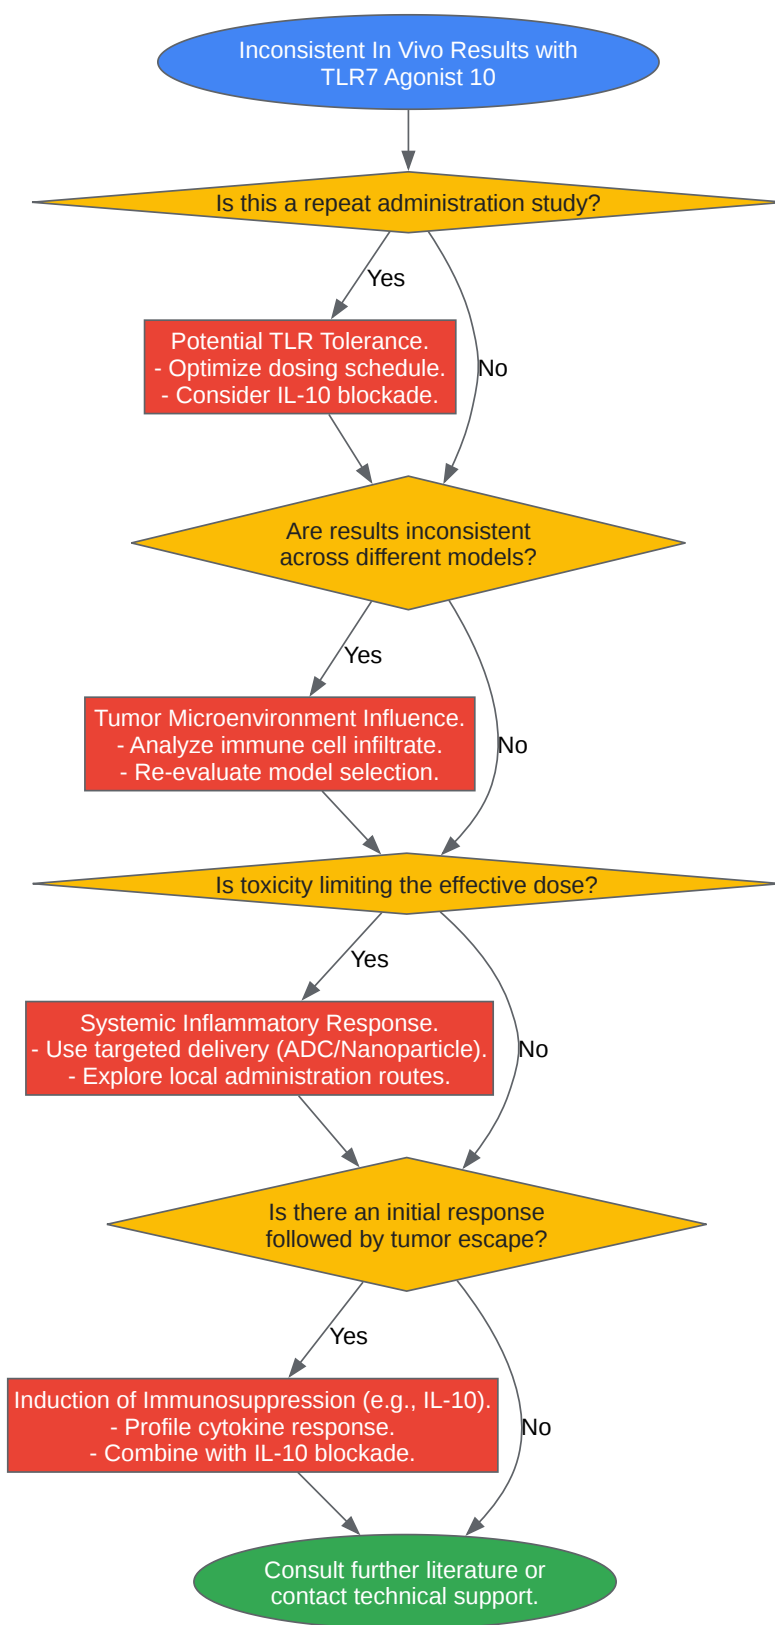 Inconsistent In Vivo Results with
TLR7 Agonist 10
Is this a repeat administration study?
Yes
Potential TLR Tolerance.
- Optimize dosing schedule.
- Consider IL-10 blockade.
No
Are results inconsistent
across different models?
Yes
Tumor Microenvironment Influence.
- Analyze immune cell infiltrate.
- Re-evaluate model selection.
No
Is toxicity limiting the effective dose?
Yes
Systemic Inflammatory Response.
- Use targeted delivery (ADC/Nanoparticle).
- Explore local administration routes.
No
Is there an initial response
followed by tumor escape?
Yes
Induction of Immunosuppression (e.g., IL-10).
- Profile cytokine response.
- Combine with IL-10 blockade.
No
Consult further literature or
contact technical support.